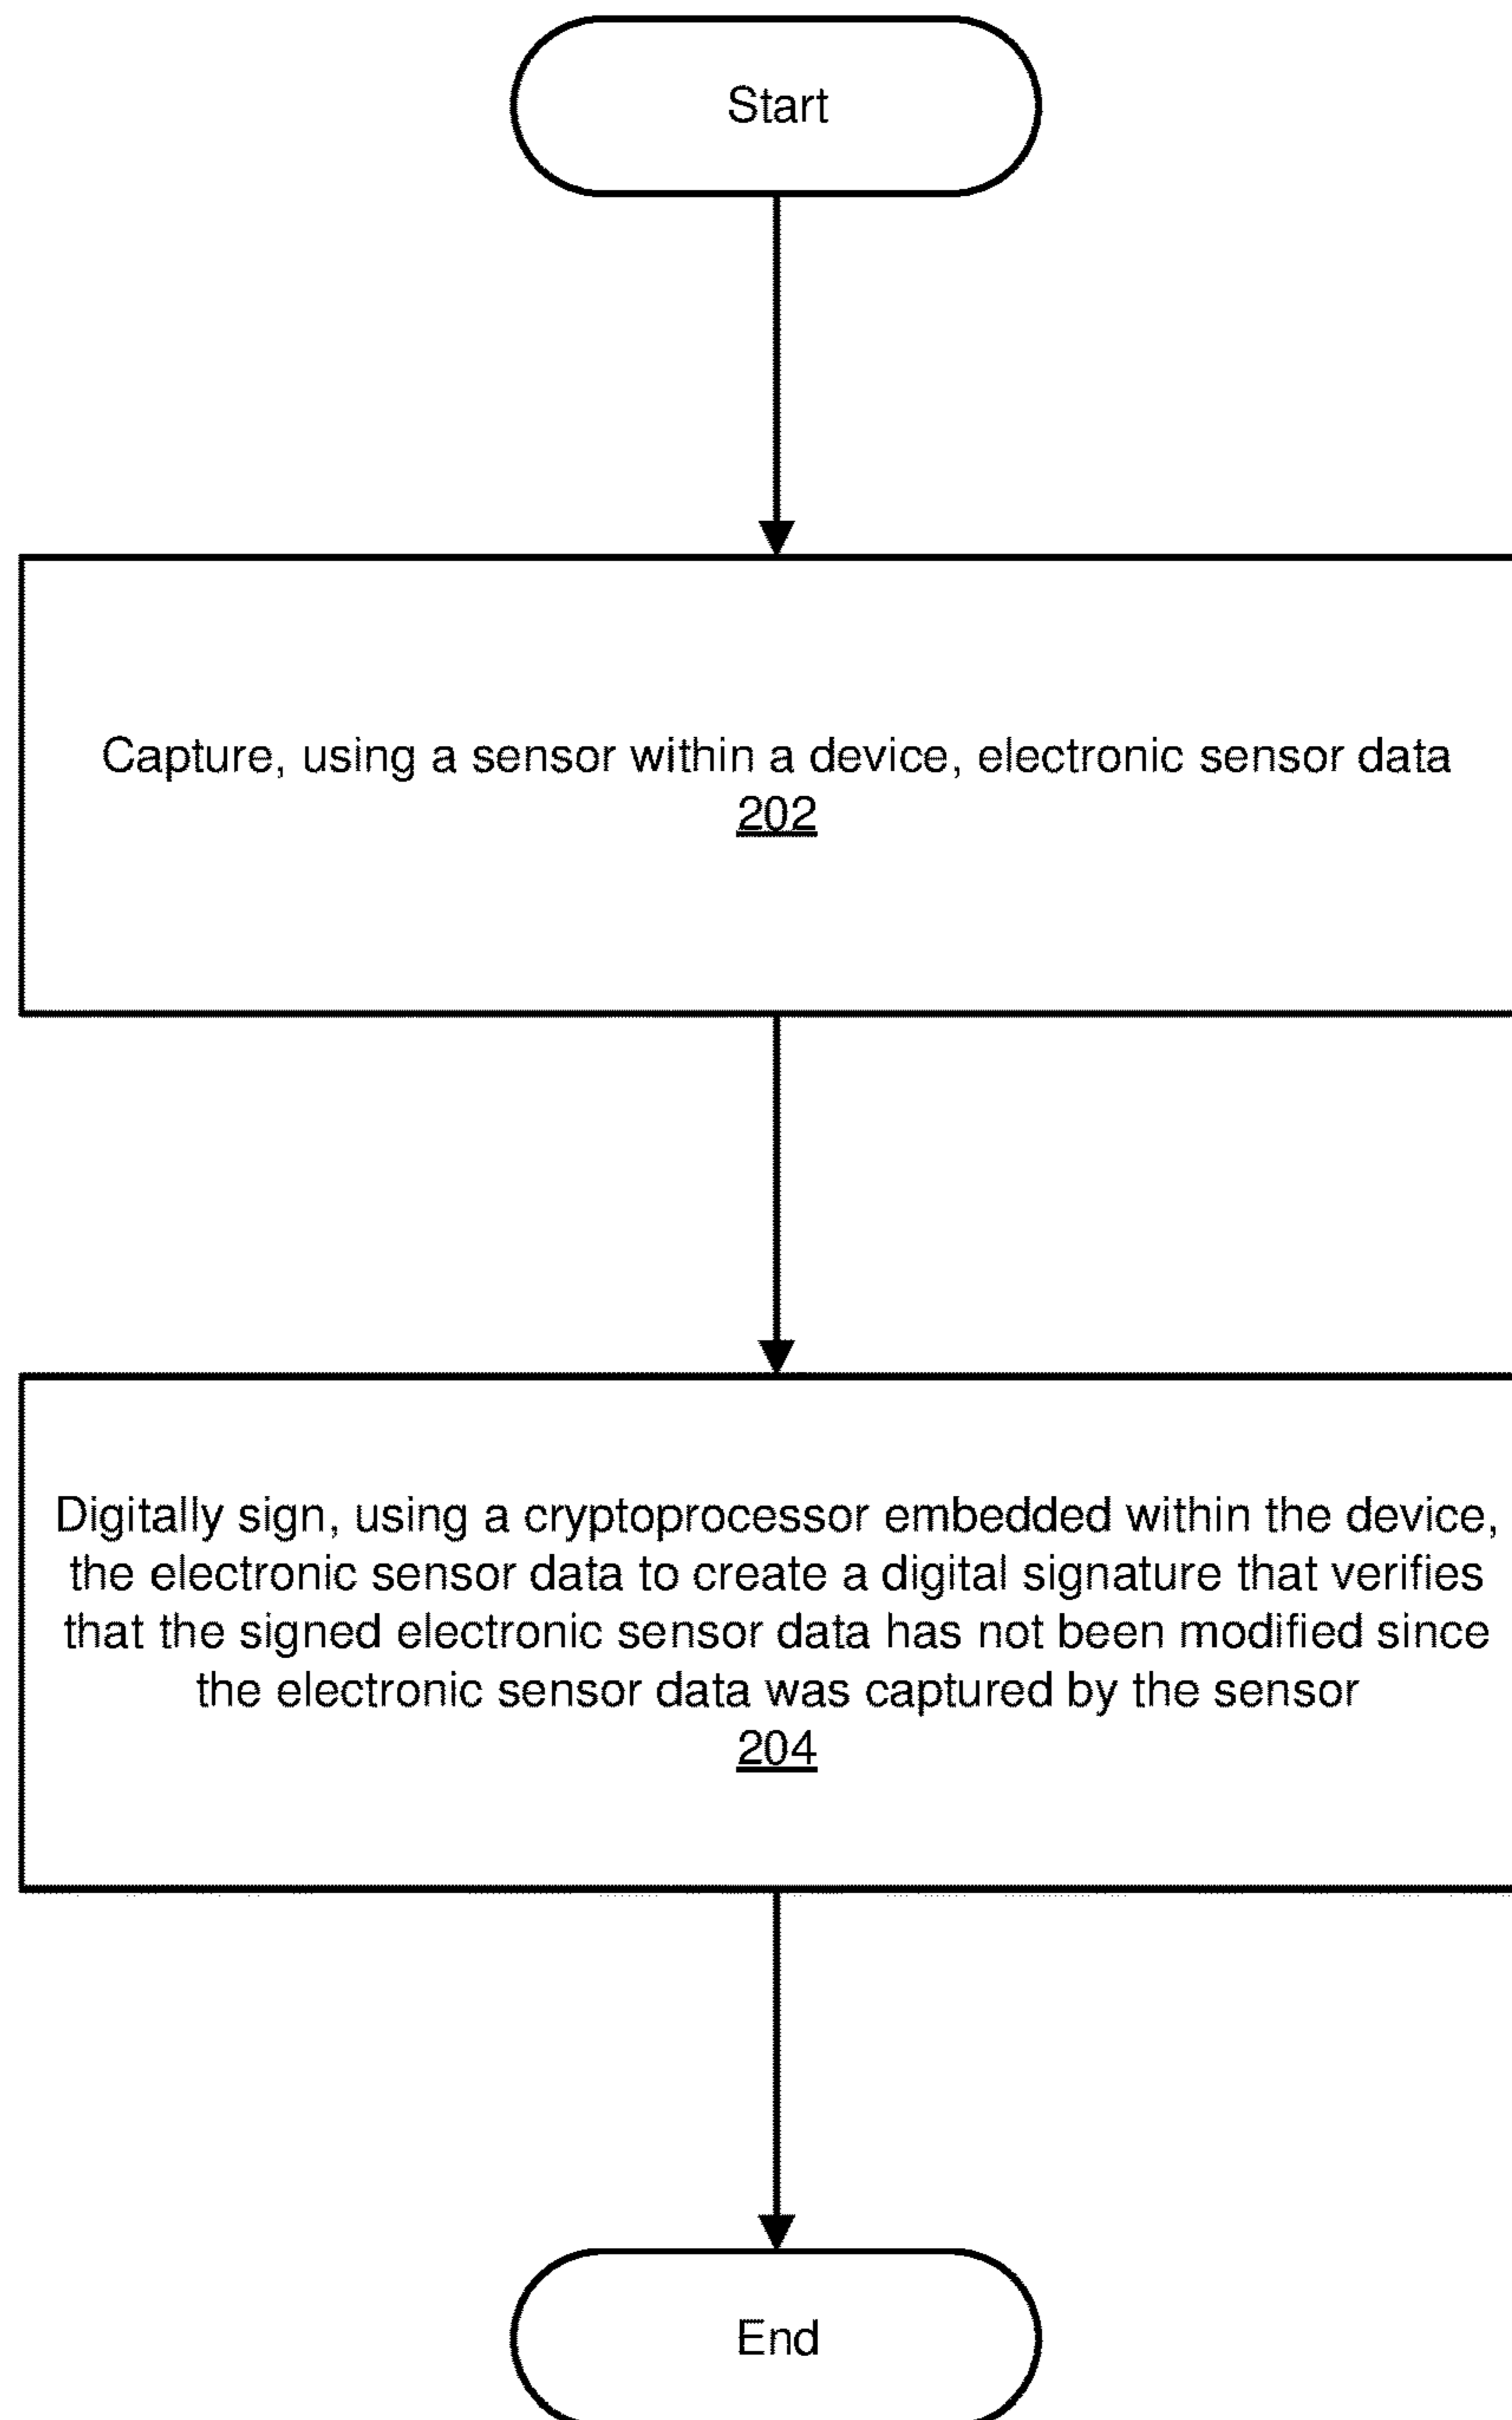 Start
Capture, using a sensor within a device, electronic sensor data
202
Digitally sign, using a cryptoprocessor embedded within the device,
the electronic sensor data to create a digital signature that verifies
that the signed electronic sensor data has not been modified since
the electronic sensor data was captured by the sensor
204
End